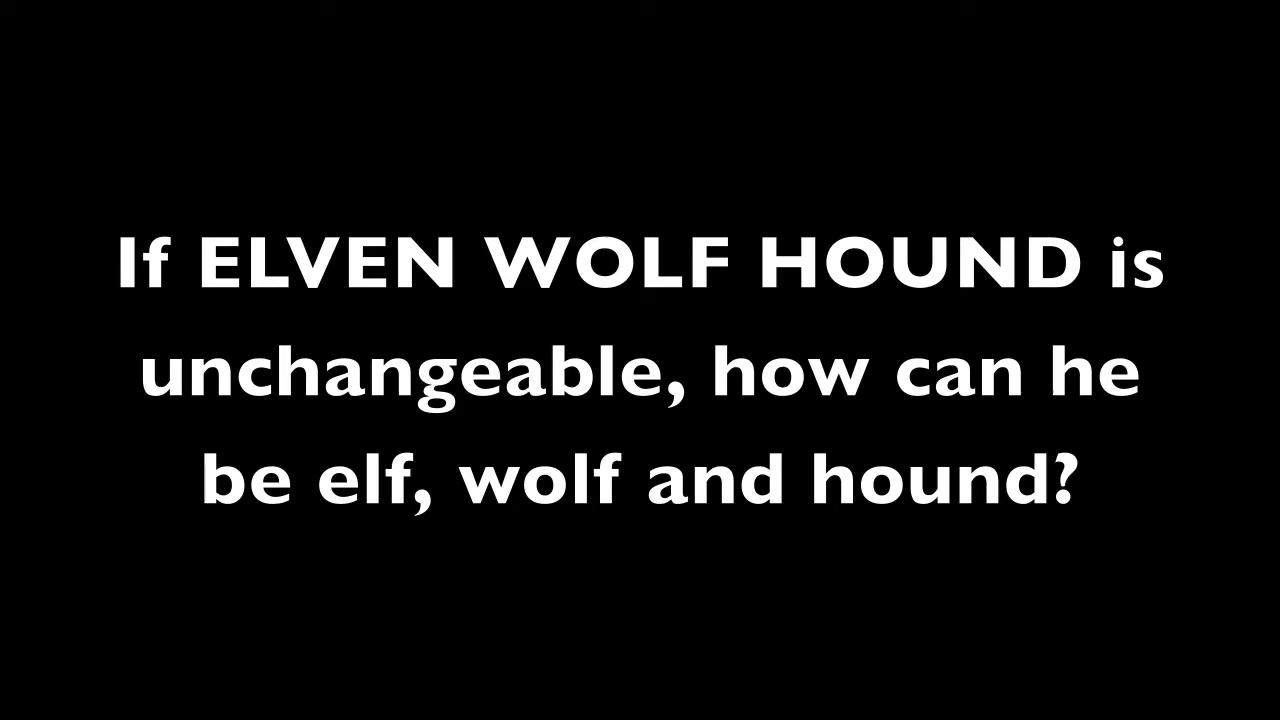 If ELVEN WOLF HOUND is
unchangeable, how can he
be elf, wolf and hound?